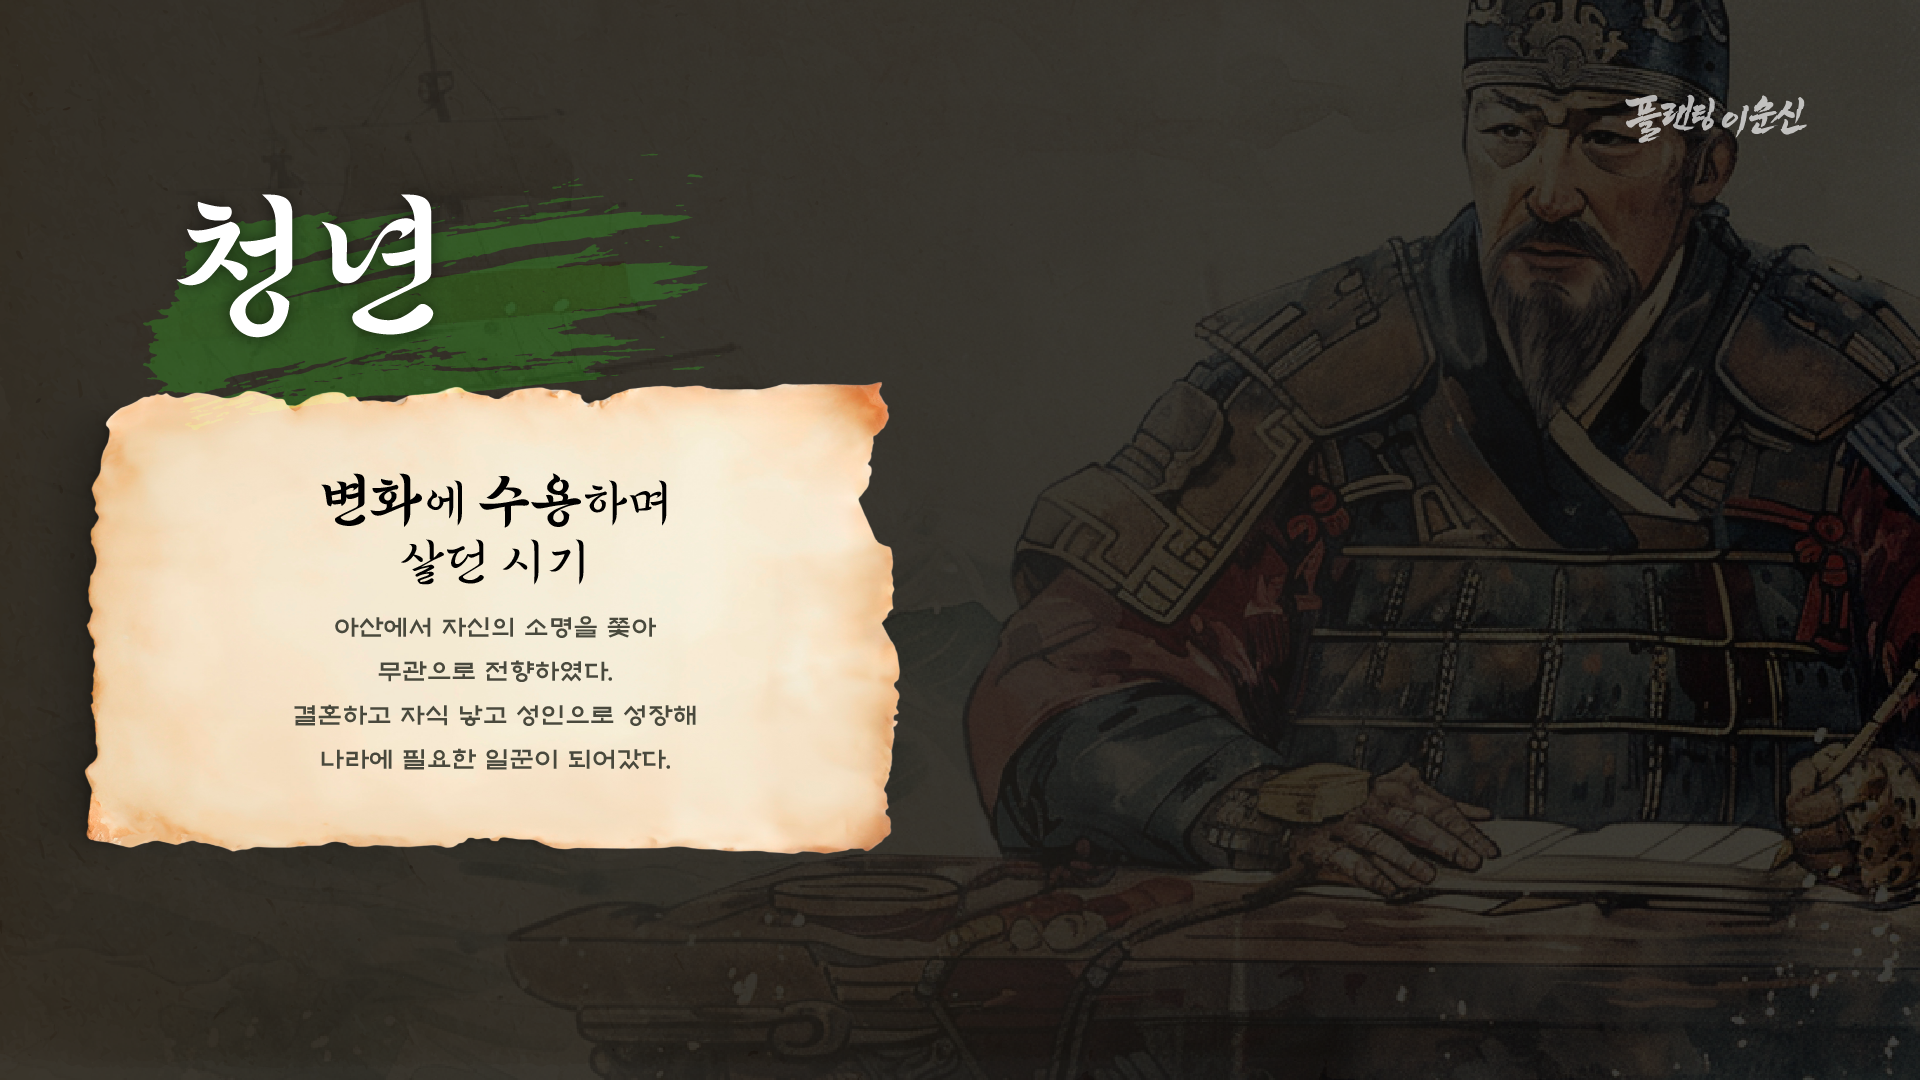 플랜팅 이순신
청년
변화에 수용하며
살던 시기
아산에서 자신의 소명을 쫓아
무관으로 전향하였다.
결혼하고 자식 낳고 성인으로 성장해
나라에 필요한 일꾼이 되어갔다.